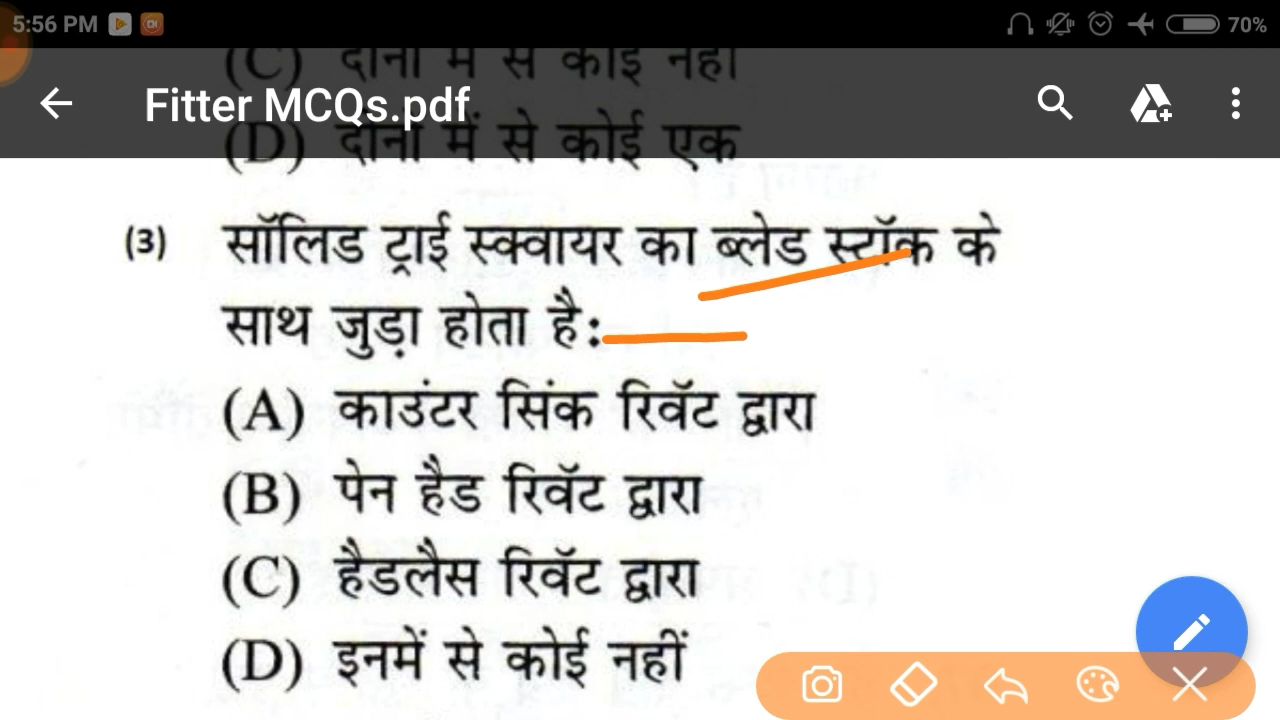 5:56 PM 70%
(C) दोनों में से कोई नहीं
Fitter MCQs.pdf
(D) दोनों में से कोई एक
(3) सॉलिड ट्राई स्क्वायर का ब्लेड स्टॉक के
साथ जुड़ा होता है:
(A) काउंटर सिंक रिवॅट द्वारा
(B) पेन हैड रिवॅट द्वारा
(C) हैडलैस रिवॅट द्वारा
(D) इनमें से कोई नहीं